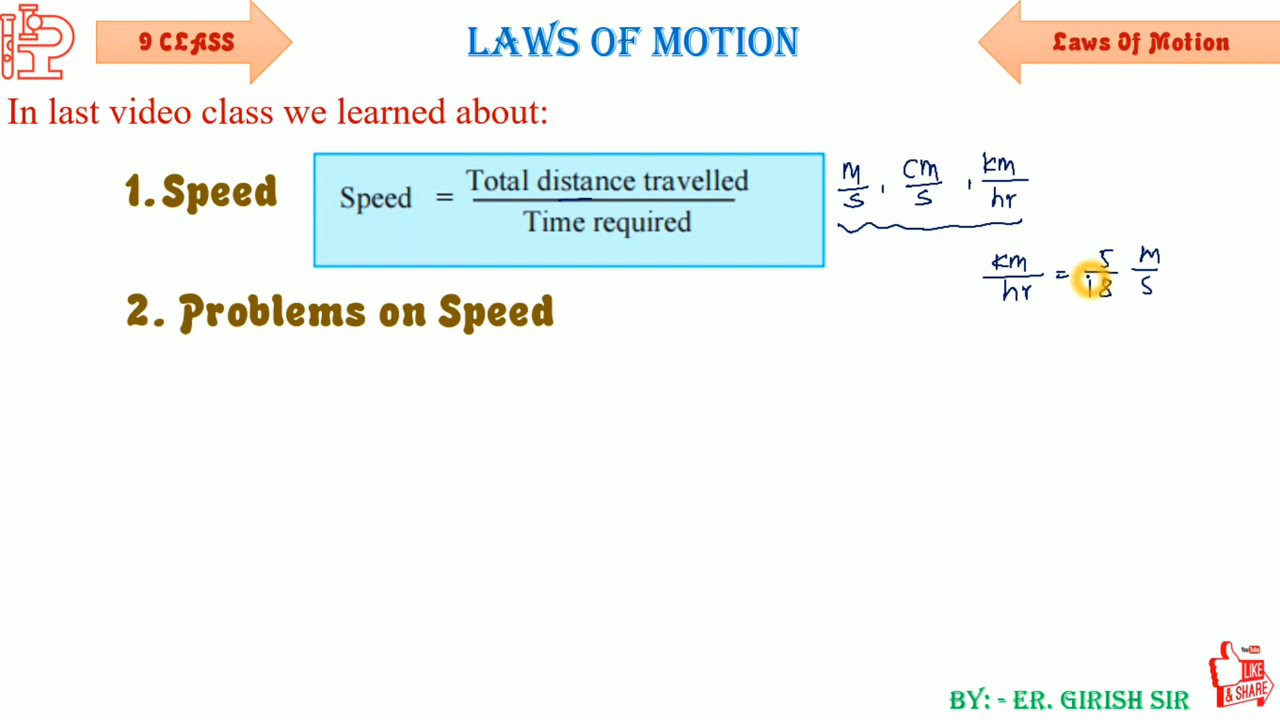 9 CLASS
LAWS OF MOTION
Laws Of Motion
In last video class we learned about:
1. Speed
Speed = Total distance travelled / Time required
M/S , CM/S , km/hr
km/hr = 5/18 M/S
2. Problems on Speed
YouTube
LIKE
& SHARE
BY: - ER. GIRISH SIR